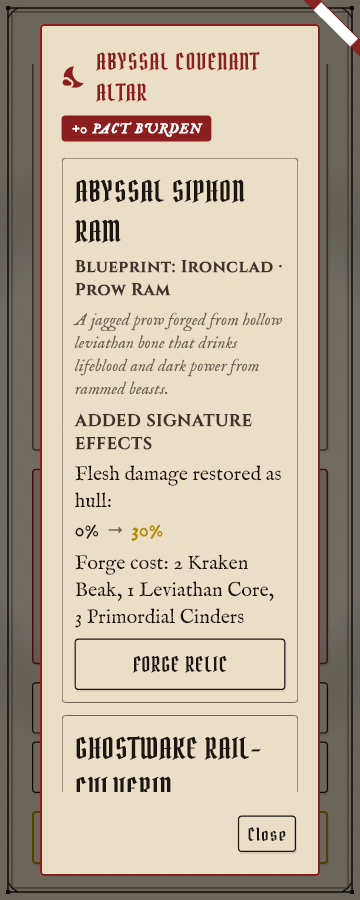 ABYSSAL COVENANT
ALTAR
+0 PACT BURDEN
ABYSSAL SIPHON
RAM
Blueprint: Ironclad ·
Prow Ram
A jagged prow forged from hollow
leviathan bone that drinks
lifeblood and dark power from
rammed beasts.
ADDED SIGNATURE
EFFECTS
Flesh damage restored as
hull:
0% → 30%
Forge cost: 2 Kraken
Beak, 1 Leviathan Core,
3 Primordial Cinders
FORGE RELIC
GHOSTWAKE RAIL-
CULVERIN
Close